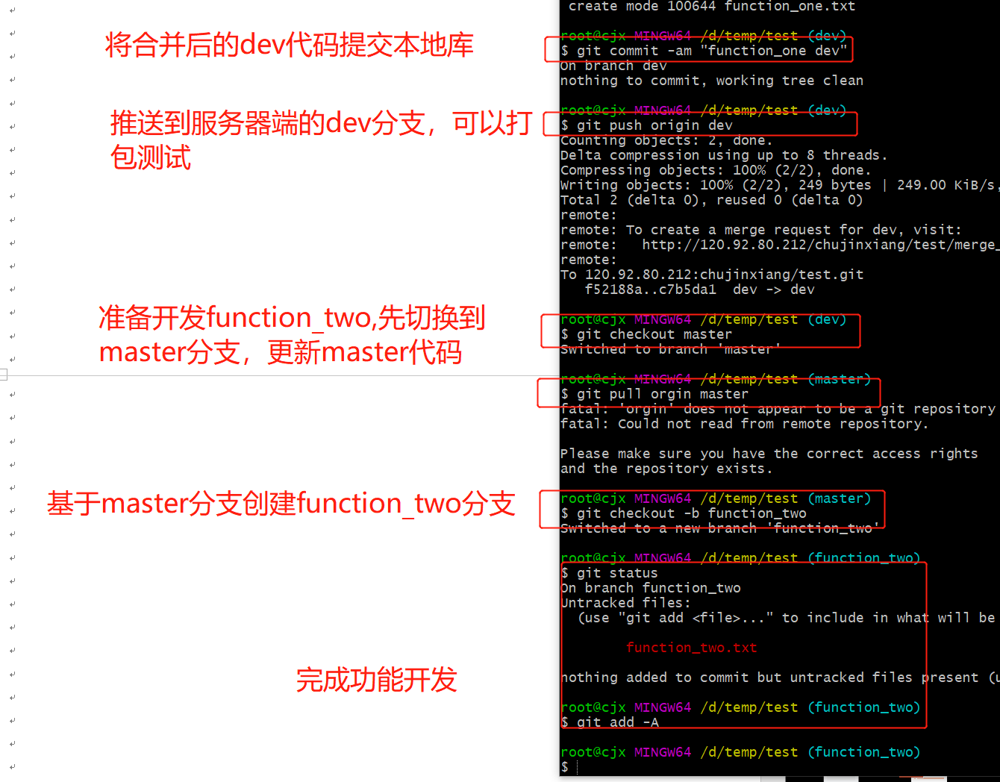 create mode 100644 function_one.txt
将合并后的dev代码提交本地库
root@cjx MINGW64 /d/temp/test (dev)
$ git commit -am "function_one dev"
On branch dev
nothing to commit, working tree clean
推送到服务器端的dev分支，可以打
包测试
root@cjx MINGW64 /d/temp/test (dev)
$ git push origin dev
Counting objects: 2, done.
Delta compression using up to 8 threads.
Compressing objects: 100% (2/2), done.
Writing objects: 100% (2/2), 249 bytes | 249.00 KiB/s,
Total 2 (delta 0), reused 0 (delta 0)
remote:
remote: To create a merge request for dev, visit:
remote:   http://120.92.80.212/chujinxiang/test/merge_
remote:
To 120.92.80.212:chujinxiang/test.git
f52188a..c7b5da1  dev -> dev
准备开发function_two,先切换到
master分支，更新master代码
root@cjx MINGW64 /d/temp/test (dev)
$ git checkout master
Switched to branch 'master'
root@cjx MINGW64 /d/temp/test (master)
$ git pull orgin master
fatal: 'orgin' does not appear to be a git repository
fatal: Could not read from remote repository.
Please make sure you have the correct access rights
and the repository exists.
基于master分支创建function_two分支
root@cjx MINGW64 /d/temp/test (master)
$ git checkout -b function_two
Switched to a new branch 'function_two'
root@cjx MINGW64 /d/temp/test (function_two)
$ git status
On branch function_two
Untracked files:
(use "git add <file>..." to include in what will be
function_two.txt
完成功能开发
nothing added to commit but untracked files present (u
root@cjx MINGW64 /d/temp/test (function_two)
$ git add -A
root@cjx MINGW64 /d/temp/test (function_two)
$